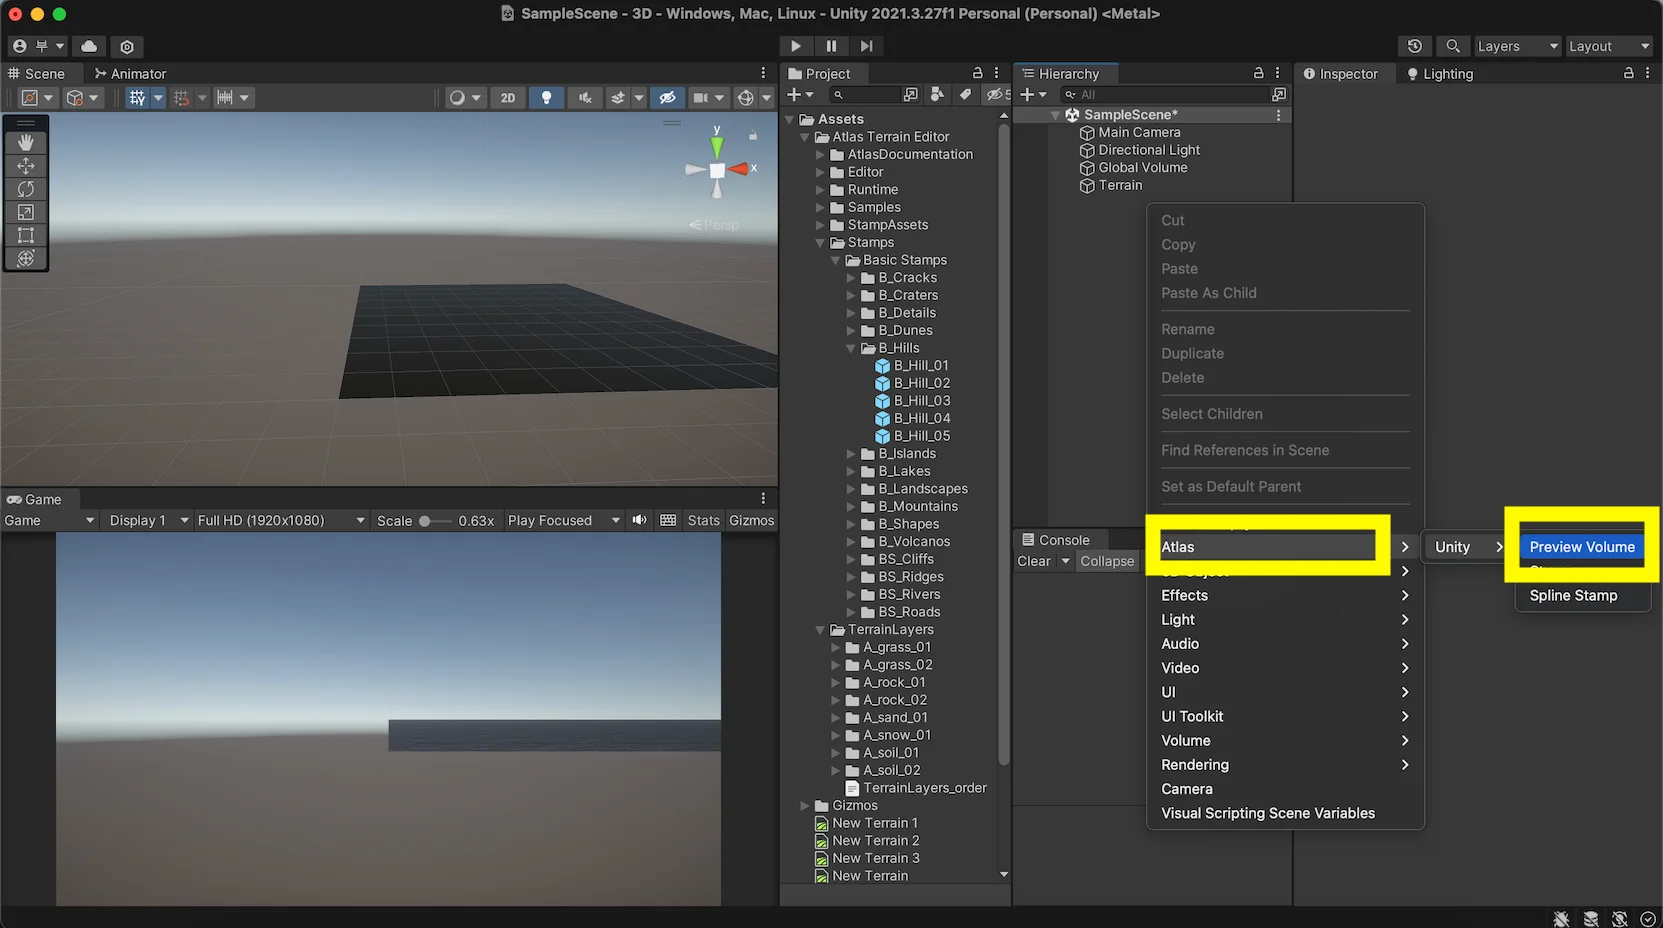 SampleScene - 3D - Windows, Mac, Linux - Unity 2021.3.27f1 Personal (Personal) <Metal>
부
Layers
Layout
Scene
Animator
2D
y
x
Persp
Game
Game
Display 1
Full HD (1920x1080)
Scale
0.63x
Play Focused
Stats
Gizmos
Project
5
Assets
Atlas Terrain Editor
AtlasDocumentation
Editor
Runtime
Samples
StampAssets
Stamps
Basic Stamps
B_Cracks
B_Craters
B_Details
B_Dunes
B_Hills
B_Hill_01
B_Hill_02
B_Hill_03
B_Hill_04
B_Hill_05
B_Islands
B_Lakes
B_Landscapes
B_Mountains
B_Shapes
B_Volcanos
BS_Cliffs
BS_Ridges
BS_Rivers
BS_Roads
TerrainLayers
A_grass_01
A_grass_02
A_rock_01
A_rock_02
A_sand_01
A_snow_01
A_soil_01
A_soil_02
TerrainLayers_order
Gizmos
New Terrain 1
New Terrain 2
New Terrain 3
New Terrain
Hierarchy
All
SampleScene*
Main Camera
Directional Light
Global Volume
Terrain
Console
Clear
Collapse
Inspector
Lighting
Cut
Copy
Paste
Paste As Child
Rename
Duplicate
Delete
Select Children
Find References in Scene
Set as Default Parent
Atlas
Effects
Light
Audio
Video
UI
UI Toolkit
Volume
Rendering
Camera
Visual Scripting Scene Variables
Unity
Preview Volume
Spline Stamp